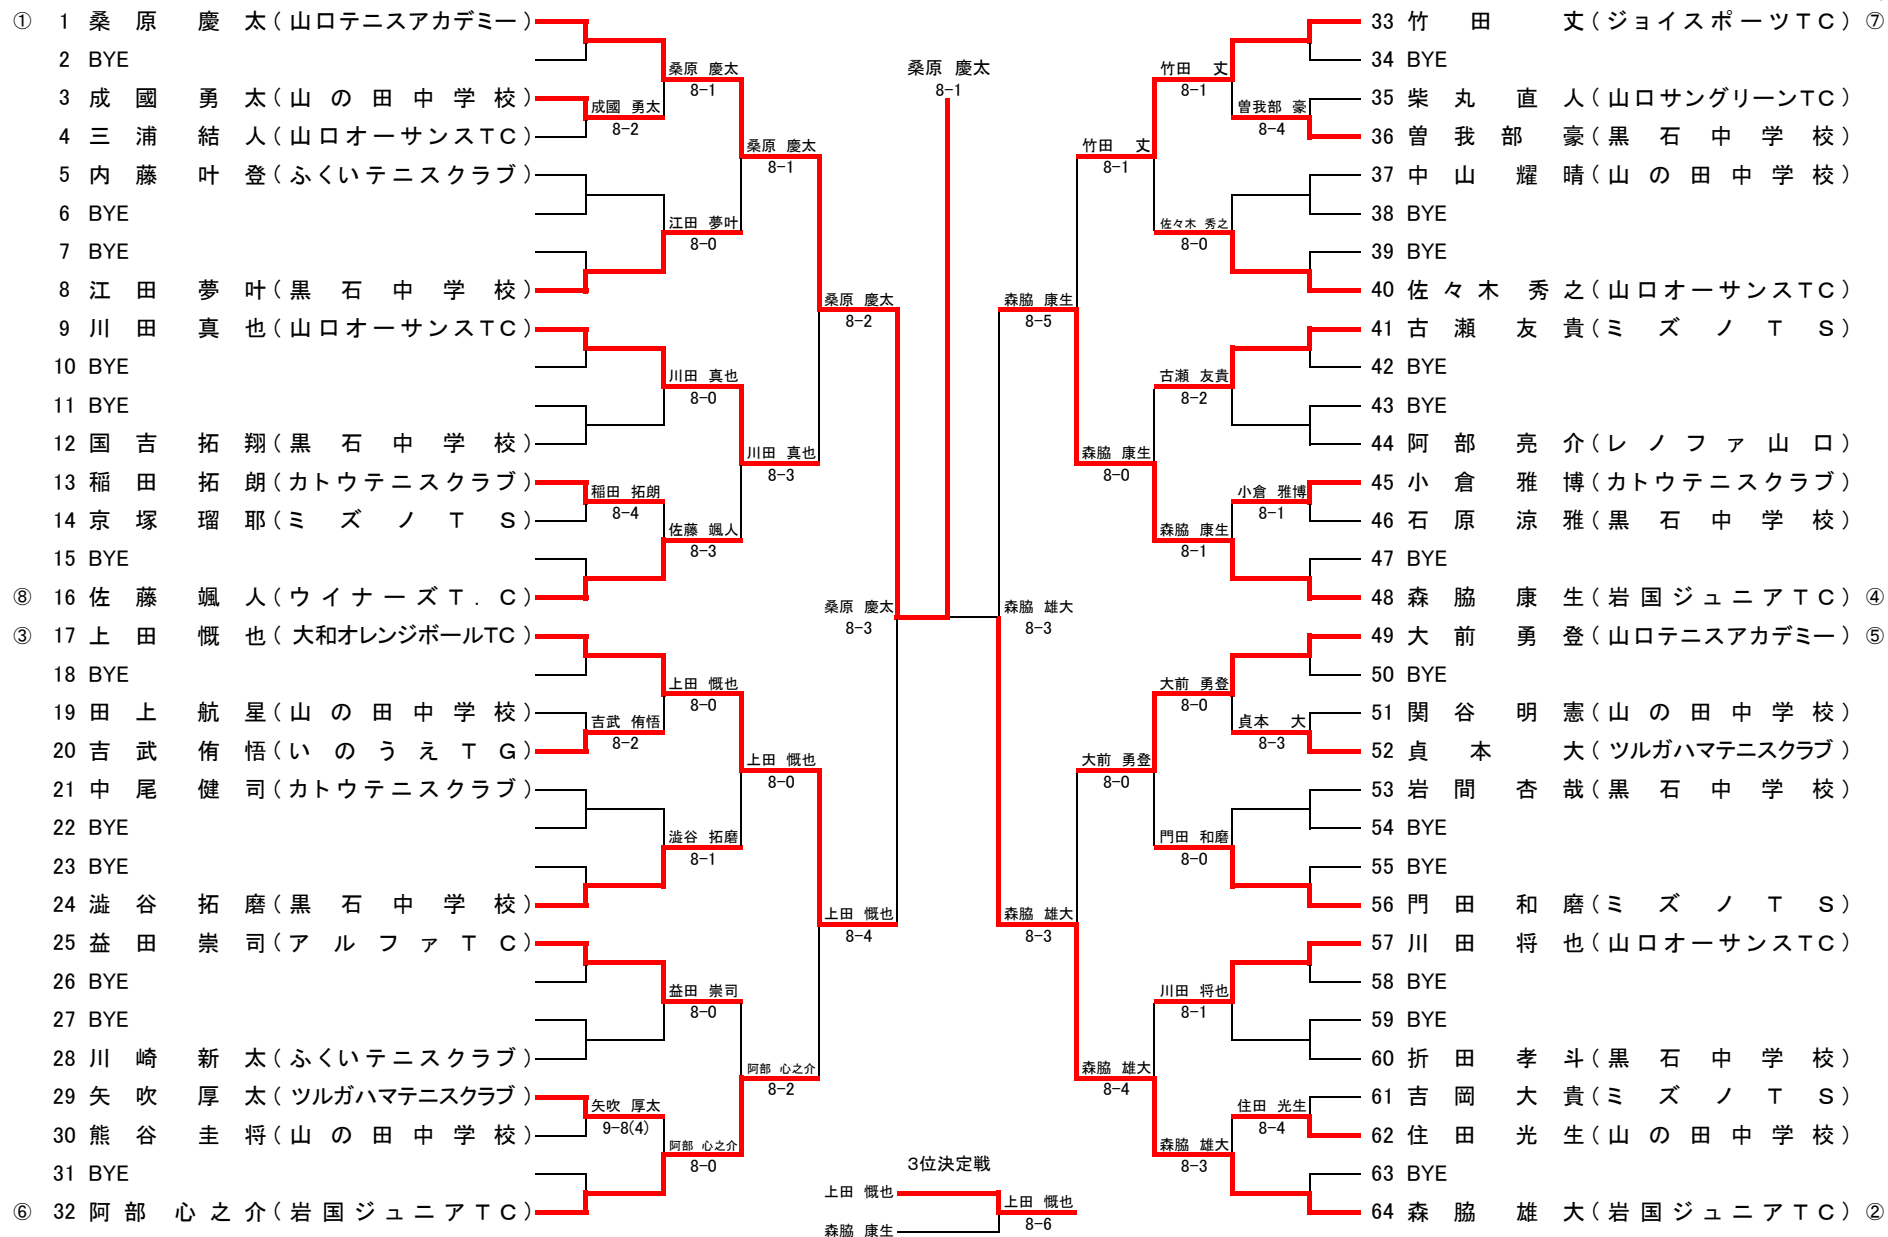 ① 1 桑原 慶太(山口テニスアカデミー)
2 BYE
3 成國 勇太(山の田中学校)
4 三浦 結人(山口オーサンスTC)
5 内藤 叶登(ふくいテニスクラブ)
6 BYE
7 BYE
8 江田 夢叶(黒石中学校)
9 川田 真也(山口オーサンスTC)
10 BYE
11 BYE
12 国吉 拓翔(黒石中学校)
13 稲田 拓朗(カトウテニスクラブ)
14 京塚 瑠耶(ミズノTS)
15 BYE
⑧ 16 佐藤 颯人(ウイナーズT.C)
③ 17 上田 慨也(大和オレンジボールTC)
18 BYE
19 田上 航星(山の田中学校)
20 吉武 侑悟(いのうえTG)
21 中尾 健司(カトウテニスクラブ)
22 BYE
23 BYE
24 澁谷 拓磨(黒石中学校)
25 益田 崇司(アルファTC)
26 BYE
27 BYE
28 川崎 新太(ふくいテニスクラブ)
29 矢吹 厚太(ツルガハマテニスクラブ)
30 熊谷 圭将(山の田中学校)
31 BYE
⑥ 32 阿部 心之介(岩国ジュニアTC)
成國 勇太
8-2
稲田 拓朗
8-4
吉武 侑悟
8-2
矢吹 厚太
9-8(4)
桑原 慶太
8-1
江田 夢叶
8-0
川田 真也
8-0
佐藤 颯人
8-3
上田 慨也
8-0
澁谷 拓磨
8-1
益田 崇司
8-0
阿部 心之介
8-0
桑原 慶太
8-1
川田 真也
8-3
上田 慨也
8-0
阿部 心之介
8-2
桑原 慶太
8-2
上田 慨也
8-4
桑原 慶太
8-3
桑原 慶太
8-1
森脇 雄大
8-3
森脇 康生
8-5
森脇 雄大
8-3
竹田 丈
8-1
森脇 康生
8-0
大前 勇登
8-0
森脇 雄大
8-4
竹田 丈
8-1
佐々木 秀之
8-0
古瀬 友貴
8-2
森脇 康生
8-1
大前 勇登
8-0
門田 和磨
8-0
川田 将也
8-1
森脇 雄大
8-3
曽我部 豪
8-4
小倉 雅博
8-1
貞本 大
8-3
住田 光生
8-4
33 竹田 丈(ジョイスポーツTC) ⑦
34 BYE
35 柴丸 直人(山口サングリーンTC)
36 曽我部 豪(黒石中学校)
37 中山 耀晴(山の田中学校)
38 BYE
39 BYE
40 佐々木 秀之(山口オーサンスTC)
41 古瀬 友貴(ミズノTS)
42 BYE
43 BYE
44 阿部 亮介(レノファ山口)
45 小倉 雅博(カトウテニスクラブ)
46 石原 涼雅(黒石中学校)
47 BYE
48 森脇 康生(岩国ジュニアTC) ④
49 大前 勇登(山口テニスアカデミー) ⑤
50 BYE
51 関谷 明憲(山の田中学校)
52 貞本 大(ツルガハマテニスクラブ)
53 岩間 杏哉(黒石中学校)
54 BYE
55 BYE
56 門田 和磨(ミズノTS)
57 川田 将也(山口オーサンスTC)
58 BYE
59 BYE
60 折田 孝斗(黒石中学校)
61 吉岡 大貴(ミズノTS)
62 住田 光生(山の田中学校)
63 BYE
64 森脇 雄大(岩国ジュニアTC) ②
3位決定戦
上田 慨也
森脇 康生
上田 慨也
8-6